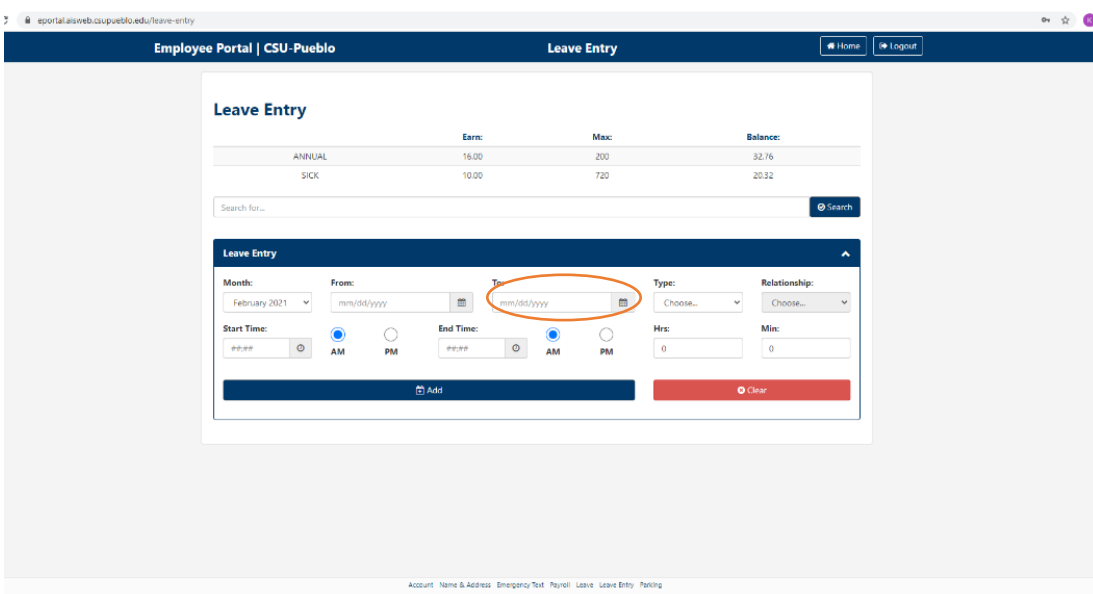 eportal.aisweb.csupueblo.edu/leave-entry
Employee Portal | CSU-Pueblo Leave Entry Home Logout
Leave Entry
Earn: Max: Balance:
ANNUAL 16.00 200 32.76
SICK 10.00 720 20.32
Search for... Search
Leave Entry
Month: From: To: Type: Relationship:
February 2021 mm/dd/yyyy mm/dd/yyyy Choose... Choose...
Start Time: End Time: Hrs: Min:
##:## AM PM ##:## AM PM 0 0
Add Clear
Account Name & Address Emergency Text Payroll Leave Leave Entry Parking